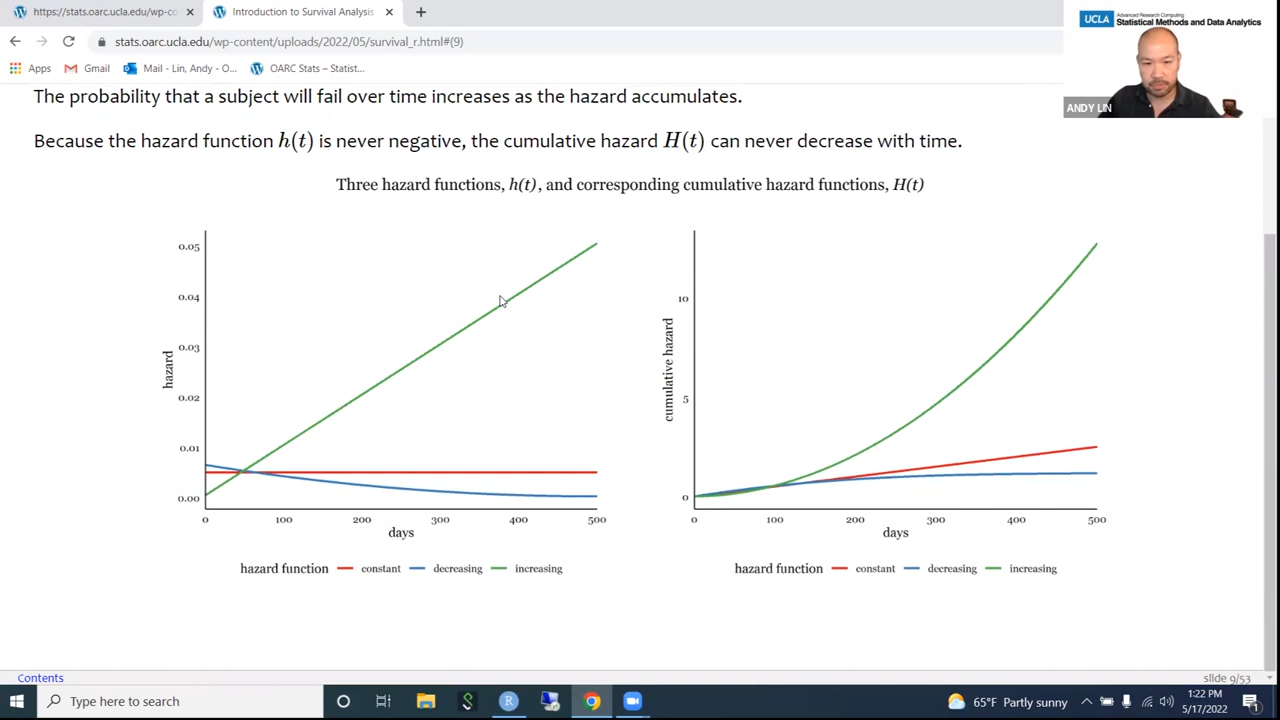 https://stats.oarc.ucla.edu/wp-co
Introduction to Survival Analysis
stats.oarc.ucla.edu/wp-content/uploads/2022/05/survival_r.html#(9)
Apps
Gmail
Mail - Lin, Andy - O...
OARC Stats – Statist...
UCLA
Advanced Research Computing
Statistical Methods and Data Analytics
ANDY LIN
The probability that a subject will fail over time increases as the hazard accumulates.
Because the hazard function h(t) is never negative, the cumulative hazard H(t) can never decrease with time.
Three hazard functions, h(t), and corresponding cumulative hazard functions, H(t)
0.05
0.04
0.03
0.02
0.01
0.00
hazard
0 100 200 300 400 500
days
hazard function constant decreasing increasing
10
5
0
cumulative hazard
0 100 200 300 400 500
days
hazard function constant decreasing increasing
Contents
slide 9/53
Type here to search
65°F Partly sunny
1:22 PM
5/17/2022